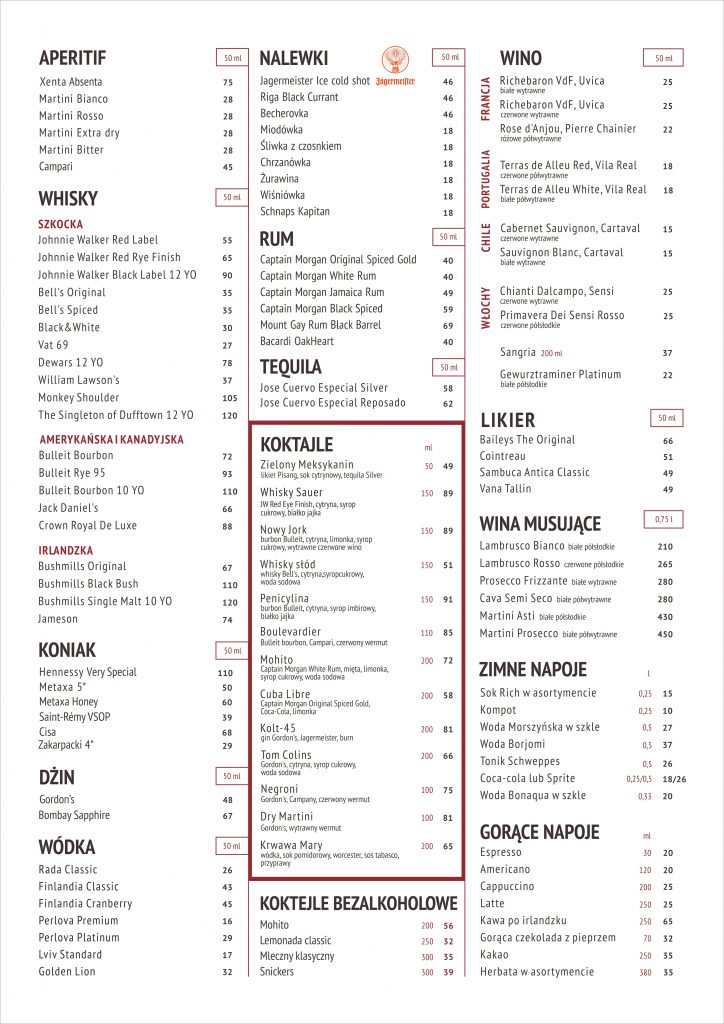 APERITIF 50 ml
Xenta Absenta 75
Martini Bianco 28
Martini Rosso 28
Martini Extra dry 28
Martini Bitter 28
Campari 45
WHISKY 50 ml
SZKOCKA
Johnnie Walker Red Label 55
Johnnie Walker Red Rye Finish 65
Johnnie Walker Black Label 12 YO 90
Bell's Original 35
Bell's Spiced 35
Black&White 30
Vat 69 27
Dewars 12 YO 78
William Lawson's 37
Monkey Shoulder 105
The Singleton of Dufftown 12 YO 120
AMERYKAŃSKA I KANADYJSKA
Bulleit Bourbon 72
Bulleit Rye 95 93
Bulleit Bourbon 10 YO 110
Jack Daniel's 66
Crown Royal De Luxe 88
IRLANDZKA
Bushmills Original 67
Bushmills Black Bush 110
Bushmills Single Malt 10 YO 120
Jameson 74
KONIAK 50 ml
Hennessy Very Special 110
Metaxa 5* 50
Metaxa Honey 60
Saint-Rémy VSOP 39
Cisa 68
Zakarpacki 4* 29
DŻIN 50 ml
Gordon's 48
Bombay Sapphire 67
WÓDKA 50 ml
Rada Classic 26
Finlandia Classic 43
Finlandia Cranberry 45
Perlova Premium 16
Perlova Platinum 29
Lviv Standard 17
Golden Lion 32
NALEWKI 50 ml
Jagermeister Ice cold shot Jägermeister 46
Riga Black Currant 46
Becherovka 46
Miodówka 18
Śliwka z czosnkiem 18
Chrzanówka 18
Żurawina 18
Wiśniówka 18
Schnaps Kapitan 18
RUM 50 ml
Captain Morgan Original Spiced Gold 40
Captain Morgan White Rum 40
Captain Morgan Jamaica Rum 49
Captain Morgan Black Spiced 59
Mount Gay Rum Black Barrel 69
Bacardi OakHeart 40
TEQUILA 50 ml
Jose Cuervo Especial Silver 58
Jose Cuervo Especial Reposado 62
KOKTAJLE ml
Zielony Meksykanin 50 49
likier Pisang, sok cytrynowy, tequila Silver
Whisky Sauer 150 89
JW Red Eye Finish, cytryna, syrop
cukrowy, białko jajka
Nowy Jork 150 89
burbon Bulleit, cytryna, limonka, syrop
cukrowy, wytrawne czerwone wino
Whisky słód 150 51
whisky Bell's, cytryna,syropcukrowy,
woda sodowa
Penicylina 150 91
burbon Bulleit, cytryna, syrop imbirowy,
białko jajka
Boulevardier 110 85
Bulleit bourbon, Campari, czerwony wermut
Mohito 200 72
Captain Morgan White Rum, mięta, limonka,
syrop cukrowy, woda sodowa
Cuba Libre 200 58
Captain Morgan Original Spiced Gold,
Coca-Cola, limonka
Kolt-45 200 81
gin Gordon's, Jagermeister, burn
Tom Colins 200 66
Gordon's, cytryna, syrop cukrowy,
woda sodowa
Negroni 100 75
Gordon's, Campany, czerwony wermut
Dry Martini 100 81
Gordon's, wytrawny wermut
Krwawa Mary 200 65
wódka, sok pomidorowy, worcester, sos tabasco,
przyprawy
KOKTEJLE BEZALKOHOLOWE
Mohito 200 56
Lemonada classic 250 32
Mleczny klasyczny 300 35
Snickers 300 39
WINO 50 ml
FRANCJA
Richebaron VdF, Uvica 25
białe wytrawne
Richebaron VdF, Uvica 25
czerwone wytrawne
Rose d'Anjou, Pierre Chainier 22
różowe półwytrawne
PORTUGALIA
Terras de Alleu Red, Vila Real 18
czerwone półwytrawne
Terras de Alleu White, Vila Real 18
białe półwytrawne
CHILE
Cabernet Sauvignon, Cartaval 15
czerwone wytrawne
Sauvignon Blanc, Cartaval 15
białe wytrawne
WŁOCHY
Chianti Dalcampo, Sensi 25
czerwone wytrawne
Primavera Dei Sensi Rosso 25
czerwone półsłodkie
Sangria 200 ml 37
Gewurztraminer Platinum 22
białe półsłodkie
LIKIER 50 ml
Baileys The Original 66
Cointreau 51
Sambuca Antica Classic 49
Vana Tallin 49
WINA MUSUJĄCE 0,75 l
Lambrusco Bianco białe półsłodkie 210
Lambrusco Rosso czerwone półsłodkie 265
Prosecco Frizzante białe wytrawne 280
Cava Semi Seco białe półwytrawne 280
Martini Asti białe półsłodkie 430
Martini Prosecco białe półwytrawne 450
ZIMNE NAPOJE l
Sok Rich w asortymencie 0,25 15
Kompot 0,25 10
Woda Morszyńska w szkle 0,5 27
Woda Borjomi 0,5 37
Tonik Schweppes 0,5 26
Coca-cola lub Sprite 0,25/0,5 18/26
Woda Bonaqua w szkle 0,33 20
GORĄCE NAPOJE ml
Espresso 30 20
Americano 120 20
Cappuccino 200 25
Latte 250 25
Kawa po irlandzku 250 65
Gorąca czekolada z pieprzem 70 32
Kakao 250 35
Herbata w asortymencie 380 35